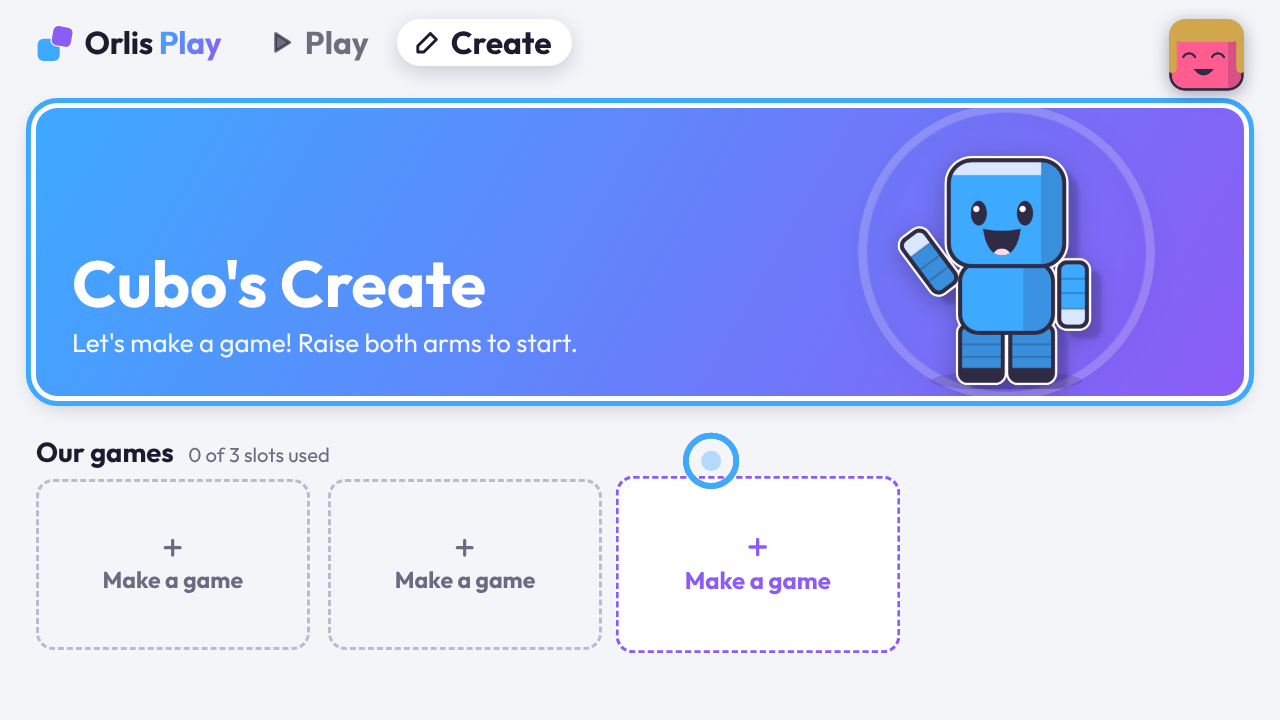 Orlis Play
Play
Create
Cubo's Create
Let's make a game! Raise both arms to start.
Our games
0 of 3 slots used
Make a game
Make a game
Make a game